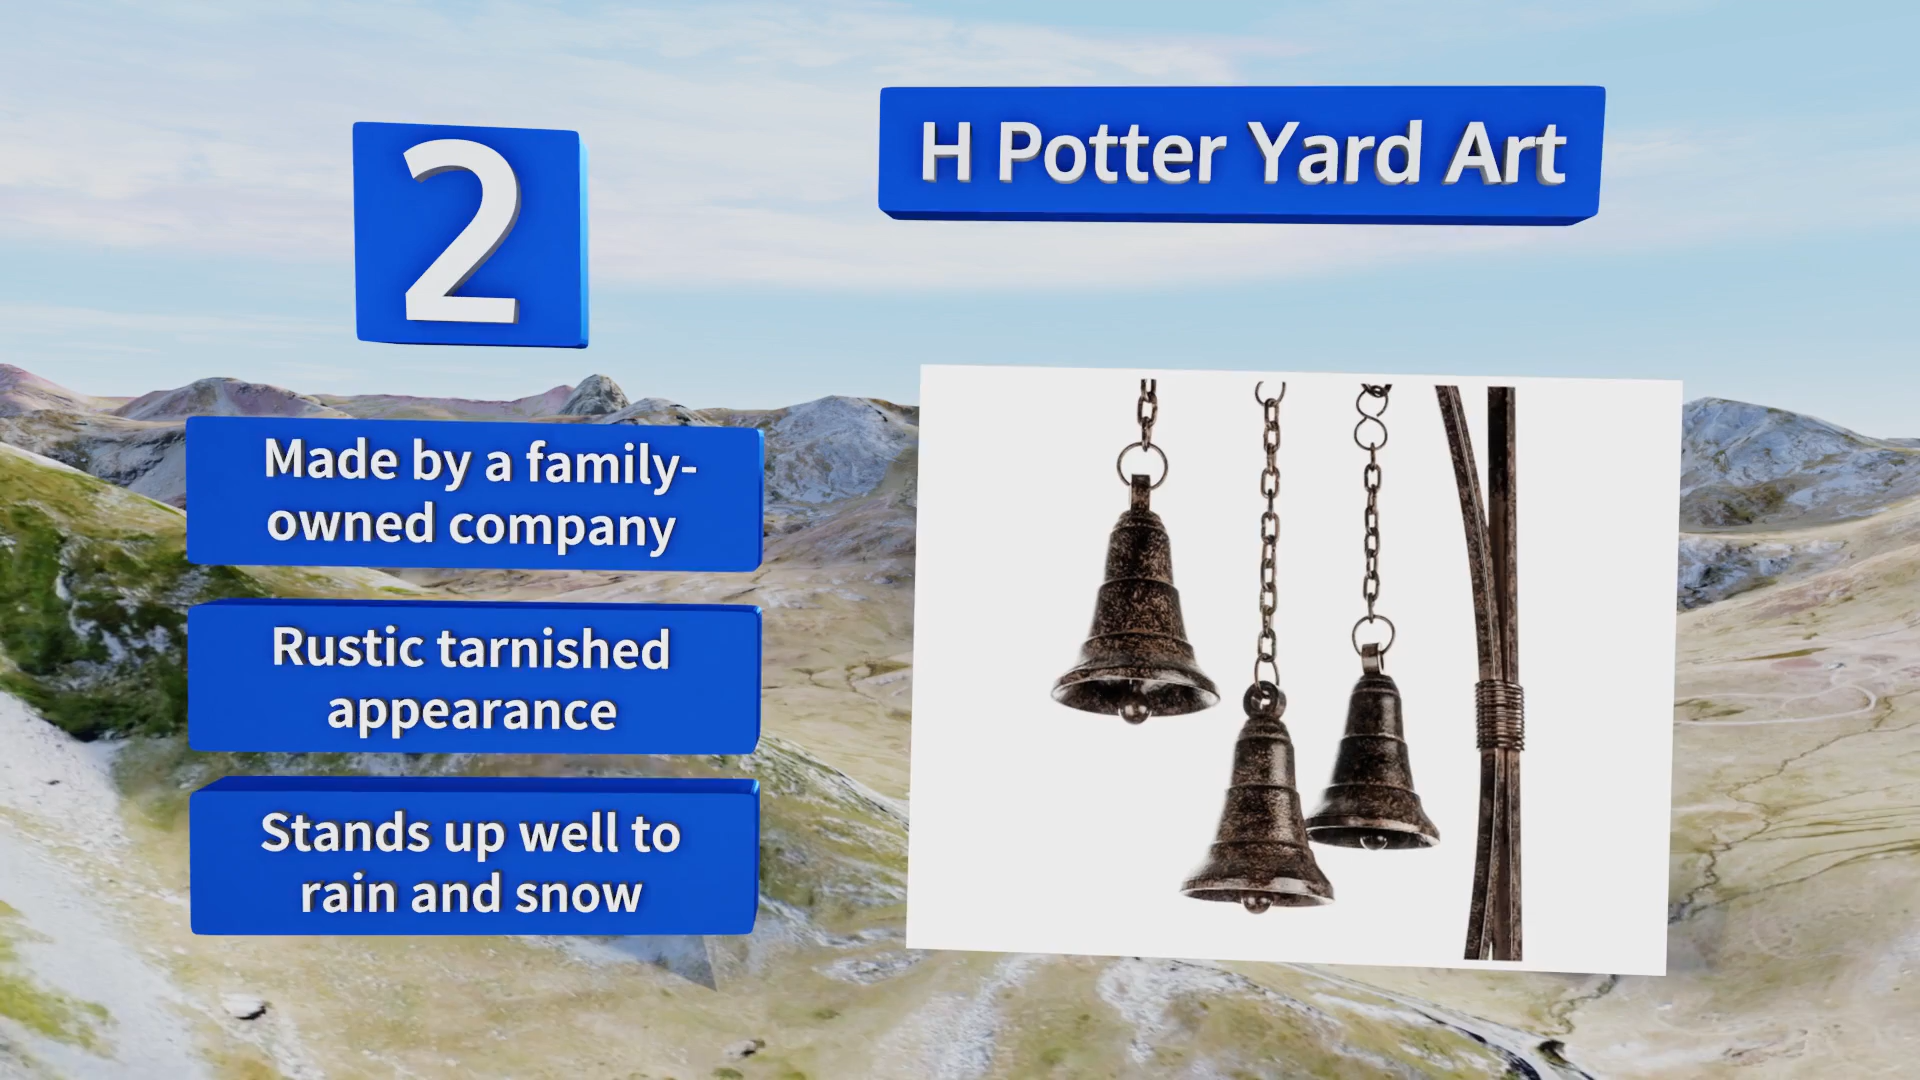 2
H Potter Yard Art
Made by a family-
owned company
Rustic tarnished
appearance
Stands up well to
rain and snow